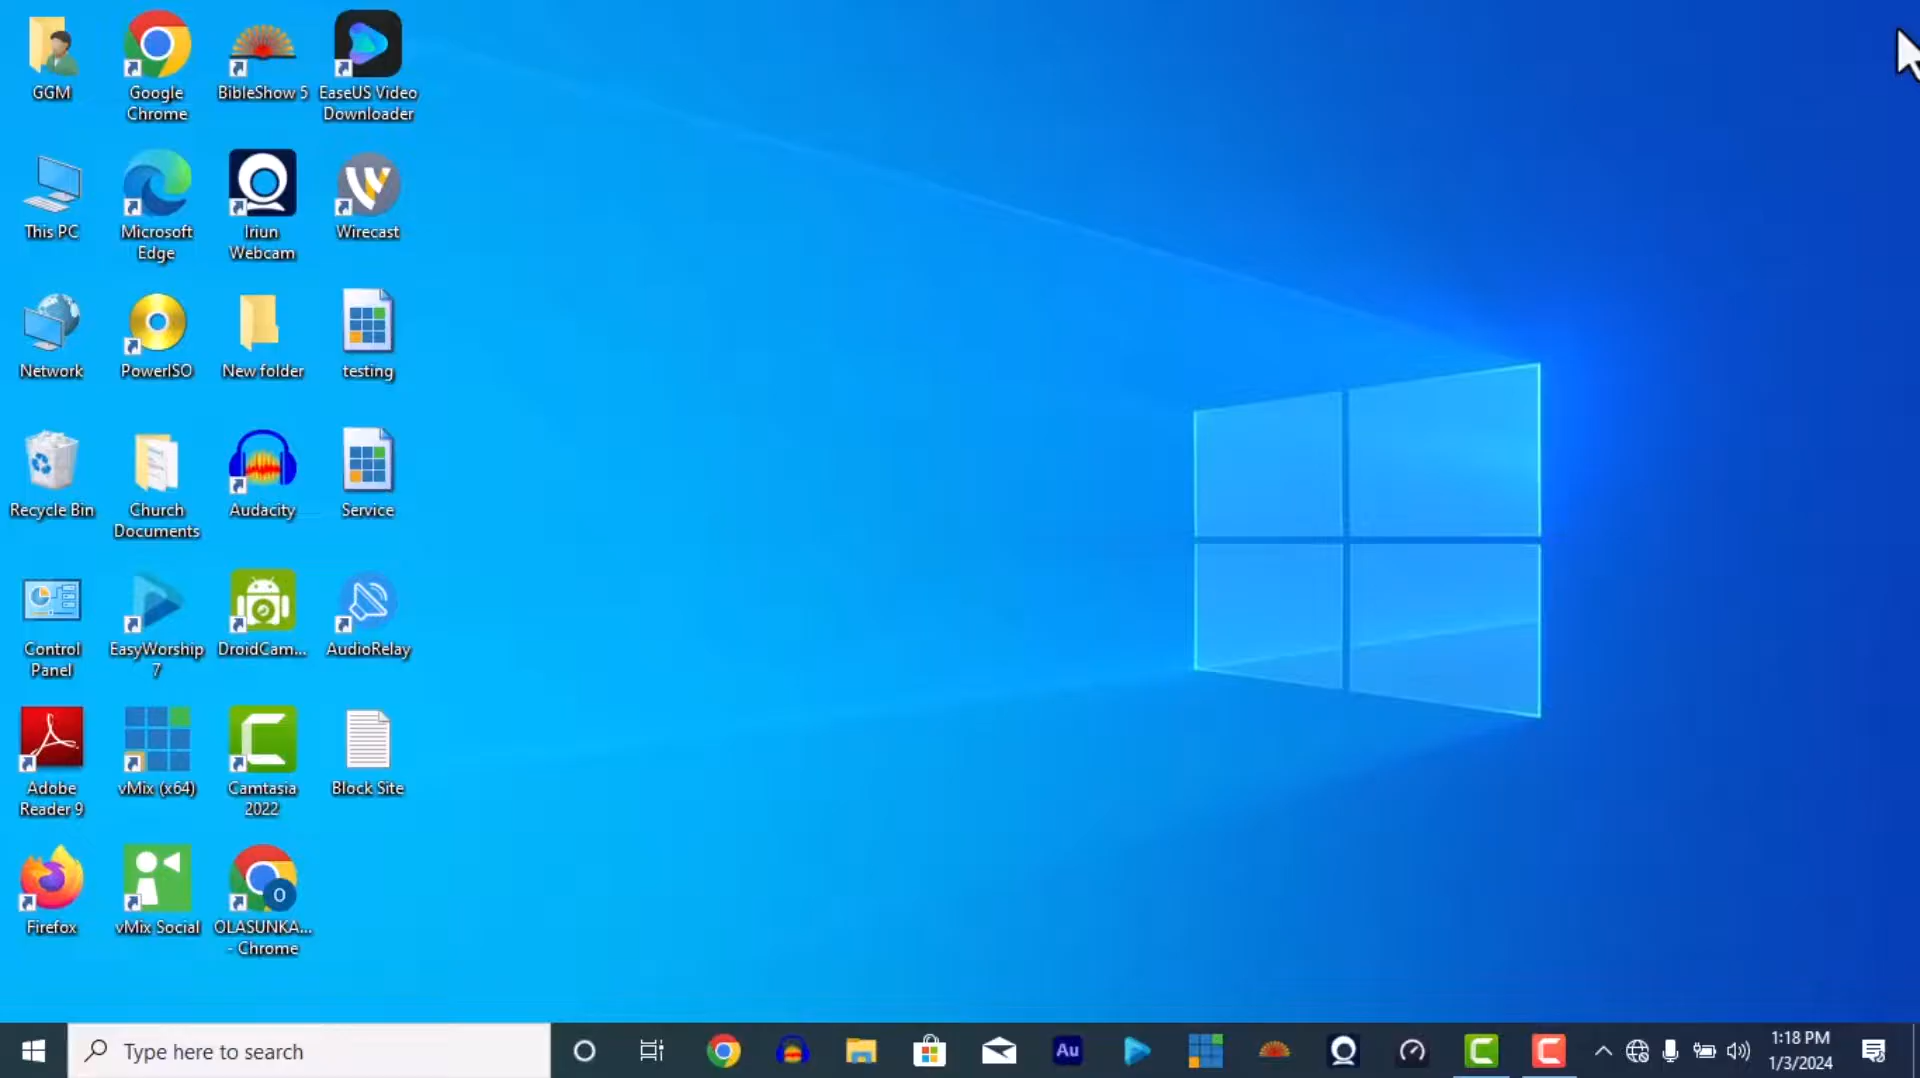 GGM
Google
Chrome
BibleShow 5
EaseUS Video
Downloader
This PC
Microsoft
Edge
Iriun
Webcam
Wirecast
Network
PowerISO
New folder
testing
Recycle Bin
Church
Documents
Audacity
Service
Control
Panel
EasyWorship
7
DroidCam...
AudioRelay
Adobe
Reader 9
vMix (x64)
Camtasia
2022
Block Site
Firefox
vMix Social
O
OLASUNKA...
- Chrome
Type here to search
Au
1:18 PM
1/3/2024